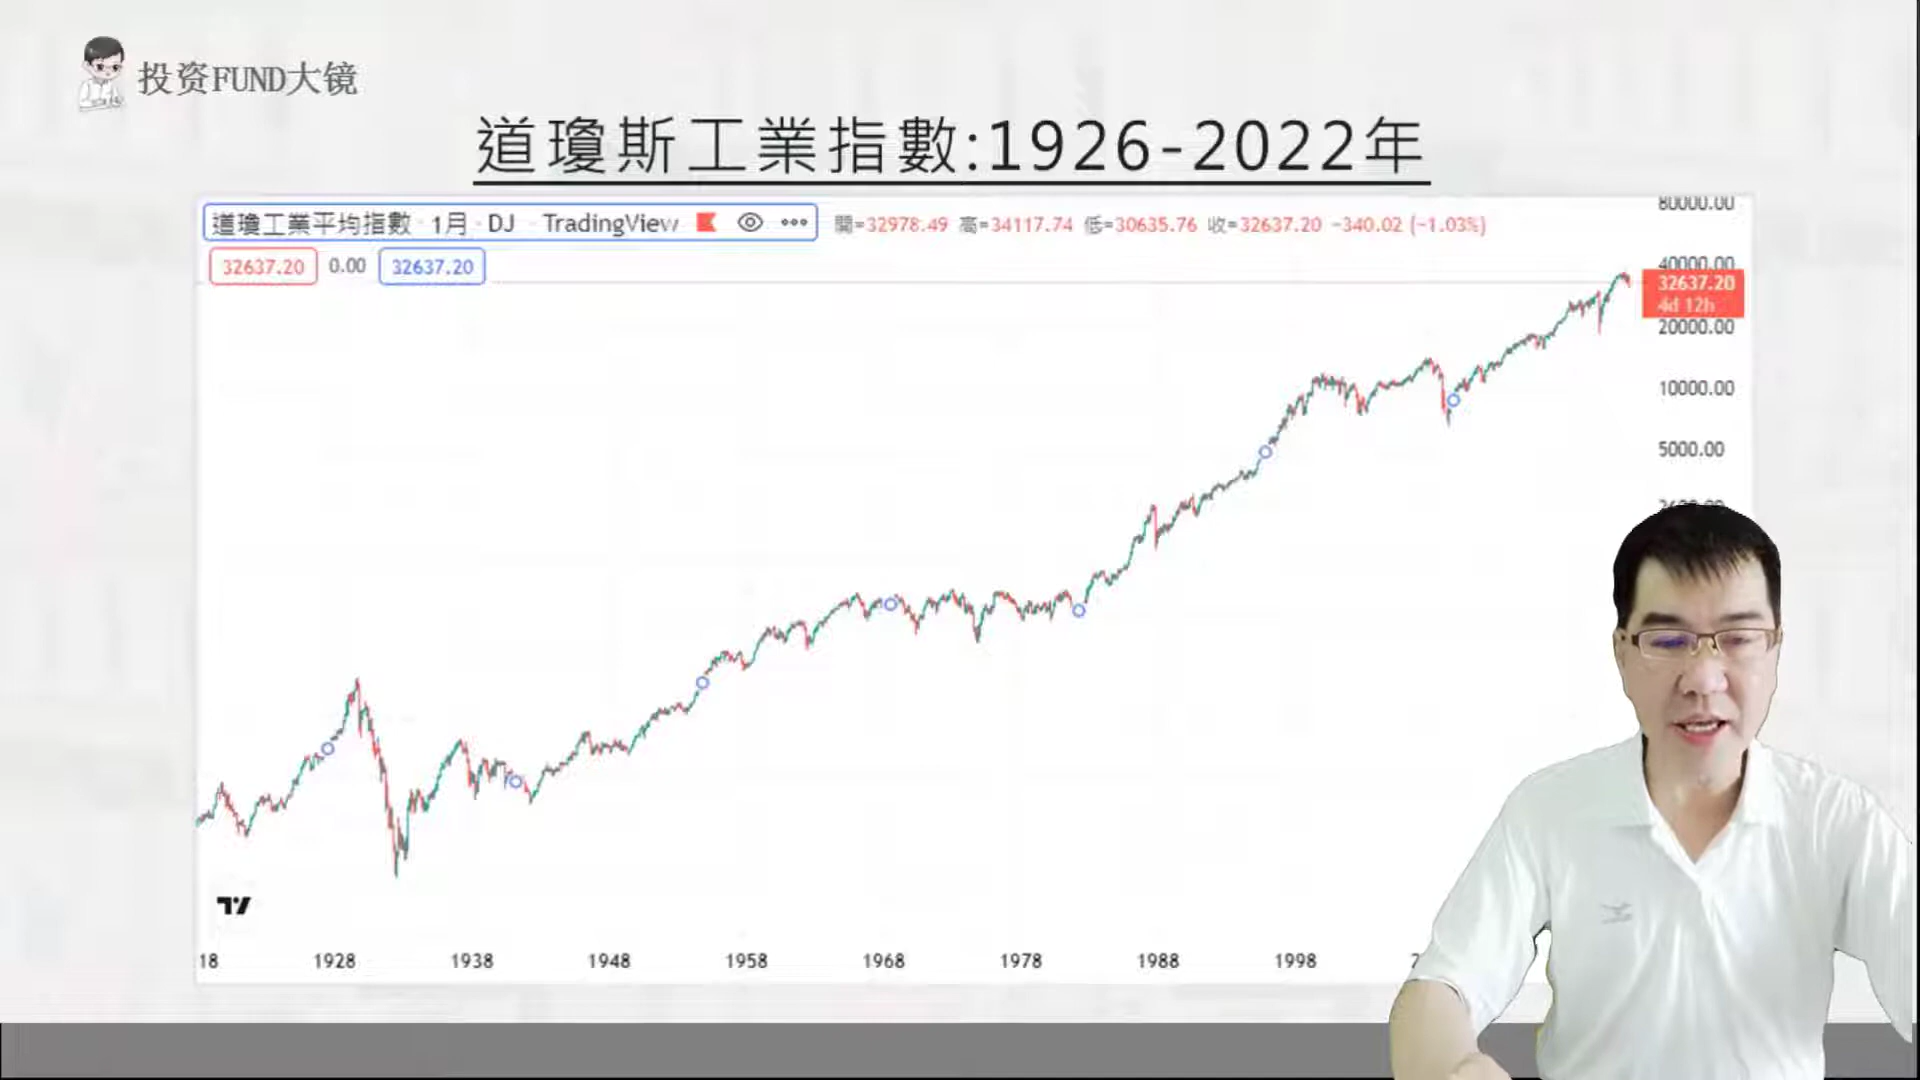 投资FUND大镜
道瓊斯工業指數:1926-2022年
道瓊工業平均指數 · 1月 · DJ · TradingView 開=32978.49 高=34117.74 低=30635.76 收=32637.20 −340.02 (−1.03%)
32637.20 0.00 32637.20
80000.00
40000.00
32637.20
4d 12h
20000.00
10000.00
5000.00
18 1928 1938 1948 1958 1968 1978 1988 1998